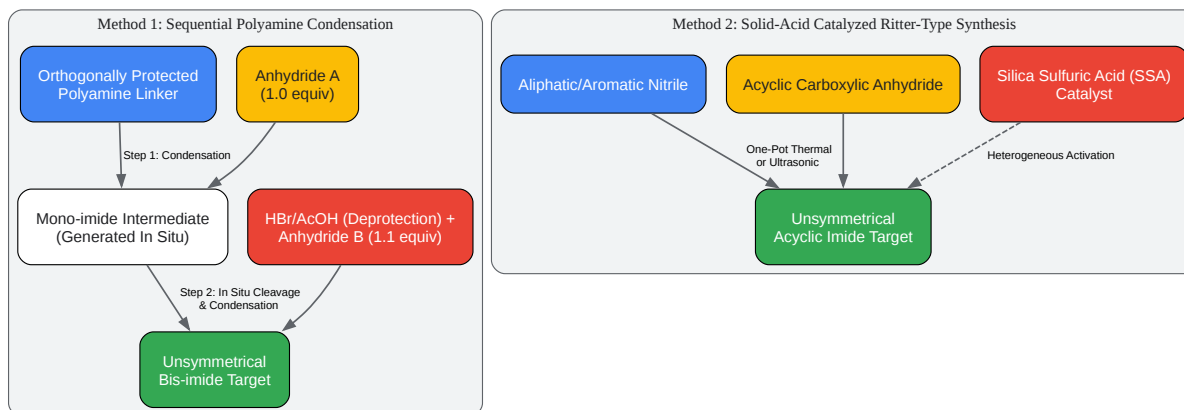 Method 1: Sequential Polyamine Condensation
Orthogonally Protected
Polyamine Linker
Anhydride A
(1.0 equiv)
Step 1: Condensation
Mono-imide Intermediate
(Generated In Situ)
HBr/AcOH (Deprotection) +
Anhydride B (1.1 equiv)
Step 2: In Situ Cleavage
& Condensation
Unsymmetrical
Bis-imide Target
Method 2: Solid-Acid Catalyzed Ritter-Type Synthesis
Aliphatic/Aromatic Nitrile
Acyclic Carboxylic Anhydride
Silica Sulfuric Acid (SSA)
Catalyst
One-Pot Thermal
or Ultrasonic
Heterogeneous Activation
Unsymmetrical
Acyclic Imide Target